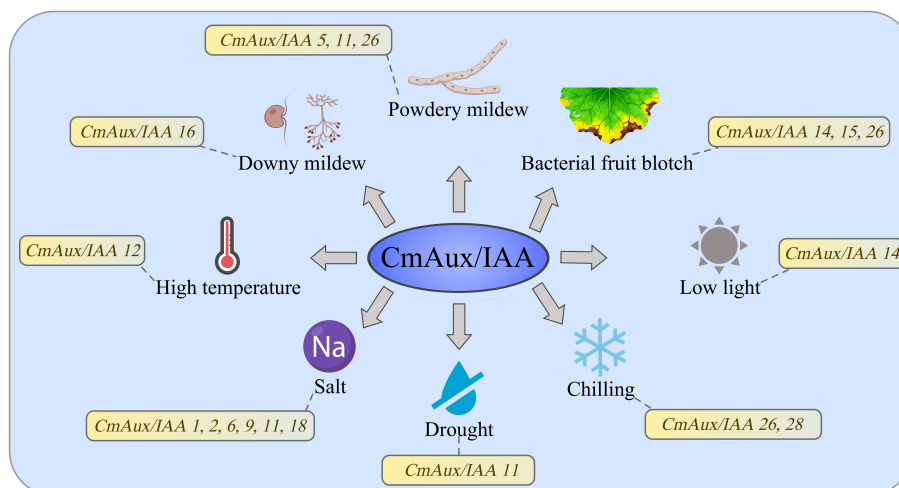 CmAux/IAA 5, 11, 26
Powdery mildew
CmAux/IAA 16
Downy mildew
CmAux/IAA 14, 15, 26
Bacterial fruit blotch
CmAux/IAA 12
High temperature
CmAux/IAA
CmAux/IAA 14
Low light
Na
Salt
Chilling
CmAux/IAA 1, 2, 6, 9, 11, 18
Drought
CmAux/IAA 26, 28
CmAux/IAA 11